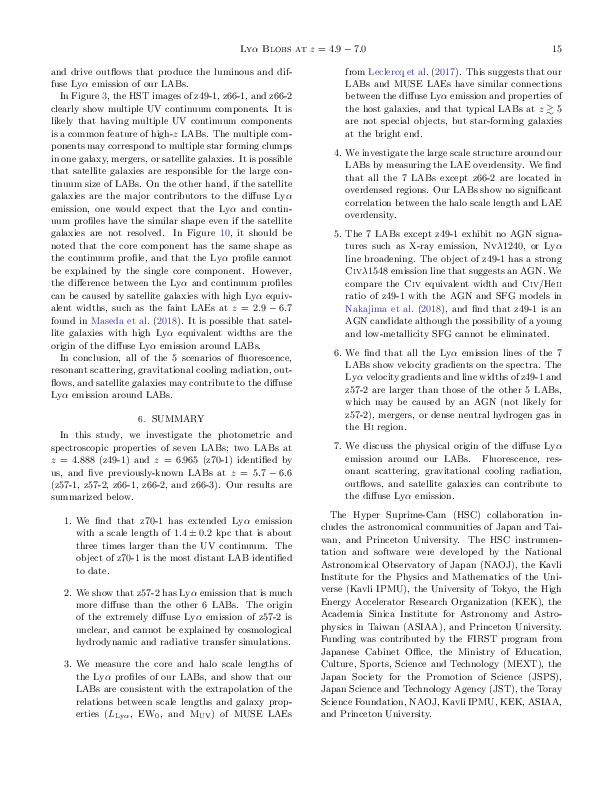 Lyα Blobs at z = 4.9 − 7.0
15
and drive outflows that produce the luminous and dif-
fuse Lyα emission of our LABs.
In Figure 3, the HST images of z49-1, z66-1, and z66-2
clearly show multiple UV continuum components. It is
likely that having multiple UV continuum components
is a common feature of high-z LABs. The multiple com-
ponents may correspond to multiple star forming clumps
in one galaxy, mergers, or satellite galaxies. It is possible
that satellite galaxies are responsible for the large con-
tinuum size of LABs. On the other hand, if the satellite
galaxies are the major contributors to the diffuse Lyα
emission, one would expect that the Lyα and contin-
uum profiles have the similar shape even if the satellite
galaxies are not resolved. In Figure 10, it should be
noted that the core component has the same shape as
the continuum profile, and that the Lyα profile cannot
be explained by the single core component. However,
the difference between the Lyα and continuum profiles
can be caused by satellite galaxies with high Lyα equiv-
alent widths, such as the faint LAEs at z = 2.9 − 6.7
found in Maseda et al. (2018). It is possible that satel-
lite galaxies with high Lyα equivalent widths are the
origin of the diffuse emission around LABs.
In conclusion, all of the 5 scenarios of fluorescence,
resonant scattering, gravitational cooling radiation, out-
flows, and satellite galaxies may contribute to the diffuse
Lyα emission around LABs.
6. SUMMARY
In this study, we investigate the photometric and
spectroscopic properties of seven LABs; two LABs at
z = 4.888 (z49-1) and z = 6.965 (z70-1) identified by
us, and five previously-known LABs at z = 5.7 − 6.6
(z57-1, z57-2, z66-1, z66-2, and z66-3). Our results are
summarized below.
1. We find that z70-1 has extended Lyα emission
with a scale length of 1.4 ± 0.2 kpc that is about
three times larger than the UV continuum. The
object of z70-1 is the most distant LAB identified
to date.
2. We show that z57-2 has Lyα emission that is much
more diffuse than the other 6 LABs. The origin
of the extremely diffuse Lyα emission of z57-2 is
unclear, and cannot be explained by cosmological
hydrodynamic and radiative transfer simulations.
3. We measure the core and halo scale lengths of
the Lyα profiles of our LABs, and show that our
LABs are consistent with the extrapolation of the
relations between scale lengths and galaxy prop-
erties (L_Lyα, EW₀, and M_UV) of MUSE LAEs
from Leclercq et al. (2017). This suggests that our
LABs and MUSE LAEs have similar connections
between the diffuse Lyα emission and properties of
the host galaxies, and that typical LABs at z ≳ 5
are not special objects, but star-forming galaxies
at the bright end.
4. We investigate the large scale structure around our
LABs by measuring the LAE overdensity. We find
that all the 7 LABs except z66-2 are located in
overdensed regions. Our LABs show no significant
correlation between the halo scale length and LAE
overdensity.
5. The 7 LABs except z49-1 exhibit no AGN signa-
tures such as X-ray emission, Nvλ1240, or Lyα
line broadening. The object of z49-1 has a strong
Civλ1548 emission line that suggests an AGN. We
compare the Civ equivalent width and Civ/Heii
ratio of z49-1 with the AGN and SFG models in
Nakajima et al. (2018), and find that z49-1 is an
AGN candidate although the possibility of a young
and low-metallicity SFG cannot be eliminated.
6. We find that all the Lyα emission lines of the 7
LABs show velocity gradients on the spectra. The
Lyα velocity gradients and line widths of z49-1 and
z57-2 are larger than those of the other 5 LABs,
which may be caused by an AGN (not likely for
z57-2), mergers, or dense neutral hydrogen gas in
the Hi region.
7. We discuss the physical origin of the diffuse Lyα
emission around our LABs. Fluorescence, res-
onant scattering, gravitational cooling radiation,
outflows, and satellite galaxies can contribute to
the diffuse Lyα emission.
The Hyper Suprime-Cam (HSC) collaboration in-
cludes the astronomical communities of Japan and Tai-
wan, and Princeton University. The HSC instrumen-
tation and software were developed by the National
Astronomical Observatory of Japan (NAOJ), the Kavli
Institute for the Physics and Mathematics of the Uni-
verse (Kavli IPMU), the University of Tokyo, the High
Energy Accelerator Research Organization (KEK), the
Academia Sinica Institute for Astronomy and Astro-
physics in Taiwan (ASIAA), and Princeton University.
Funding was contributed by the FIRST program from
Japanese Cabinet Office, the Ministry of Education,
Culture, Sports, Science and Technology (MEXT), the
Japan Society for the Promotion of Science (JSPS),
Japan Science and Technology Agency (JST), the Toray
Science Foundation, NAOJ, Kavli IPMU, KEK, ASIAA,
and Princeton University.